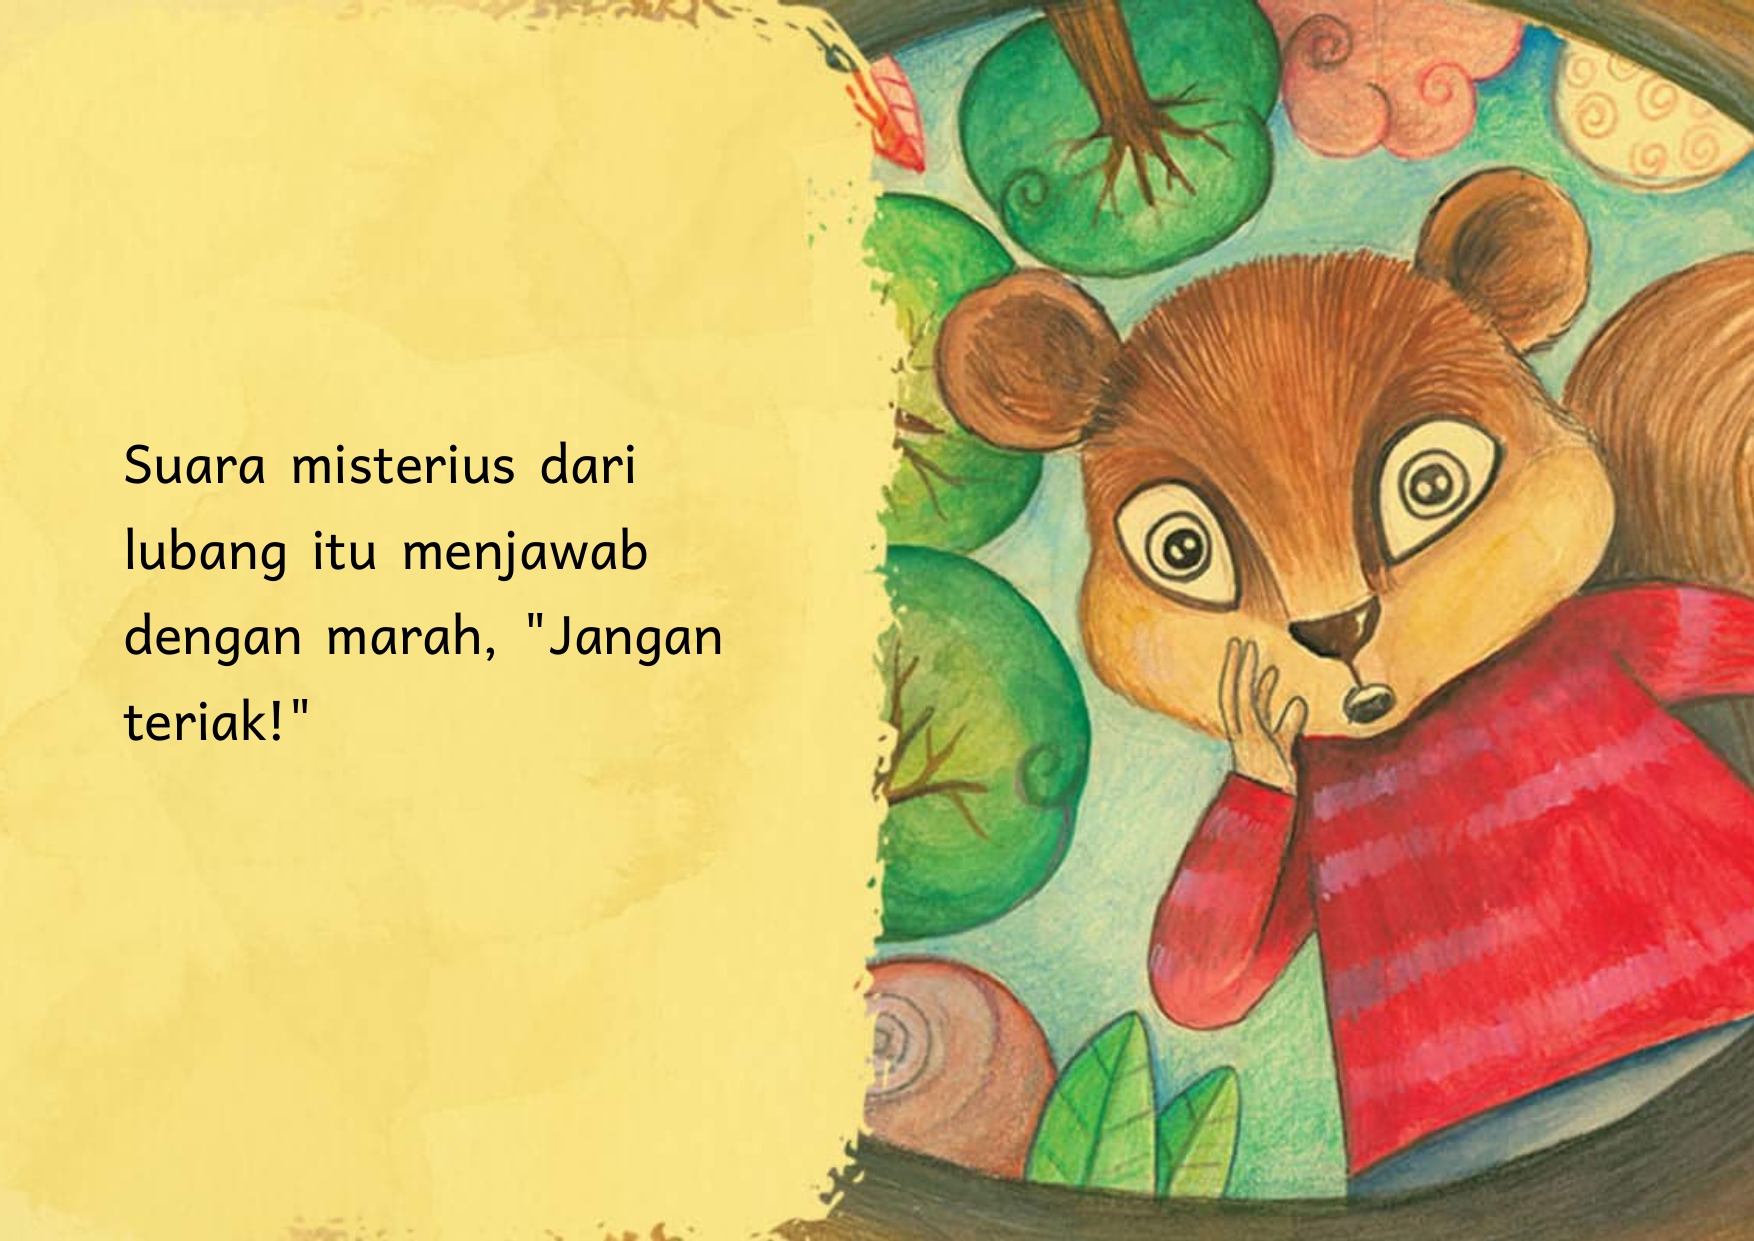 Suara misterius dari
lubang itu menjawab
dengan marah, "Jangan
teriak!"